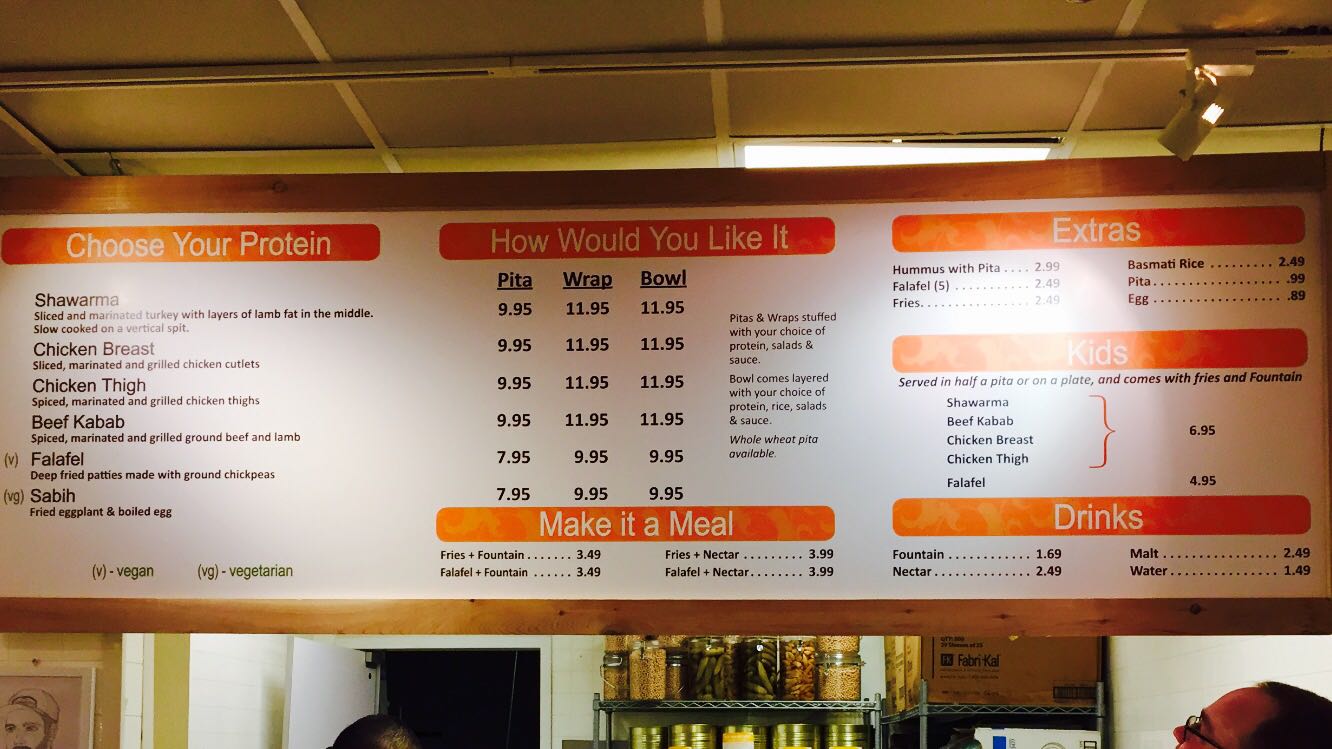 Choose Your Protein
Shawarma
Sliced and marinated turkey with layers of lamb fat in the middle.
Slow cooked on a vertical spit.
Chicken Breast
Sliced, marinated and grilled chicken cutlets
Chicken Thigh
Spiced, marinated and grilled chicken thighs
Beef Kabab
Spiced, marinated and grilled ground beef and lamb
(v) Falafel
Deep fried patties made with ground chickpeas
(vg) Sabih
Fried eggplant & boiled egg
(v) - vegan (vg) - vegetarian
How Would You Like It
Pita Wrap Bowl
9.95 11.95 11.95
9.95 11.95 11.95
9.95 11.95 11.95
9.95 11.95 11.95
7.95 9.95 9.95
7.95 9.95 9.95
Pitas & Wraps stuffed
with your choice of
protein, salads &
sauce.
Bowl comes layered
with your choice of
protein, rice, salads
& sauce.
Whole wheat pita
available.
Make it a Meal
Fries + Fountain ....... 3.49 Fries + Nectar ......... 3.99
Falafel + Fountain ...... 3.49 Falafel + Nectar........ 3.99
Extras
Hummus with Pita .... 2.99 Basmati Rice ......... 2.49
Falafel (5) ............ 2.49 Pita.................. .99
Fries.................. 2.49 Egg .................. .89
Kids
Served in half a pita or on a plate, and comes with fries and Fountain
Shawarma
Beef Kabab
Chicken Breast
Chicken Thigh
6.95
Falafel 4.95
Drinks
Fountain ............ 1.69 Malt ................. 2.49
Nectar .............. 2.49 Water ................ 1.49
FK Fabri-Kal